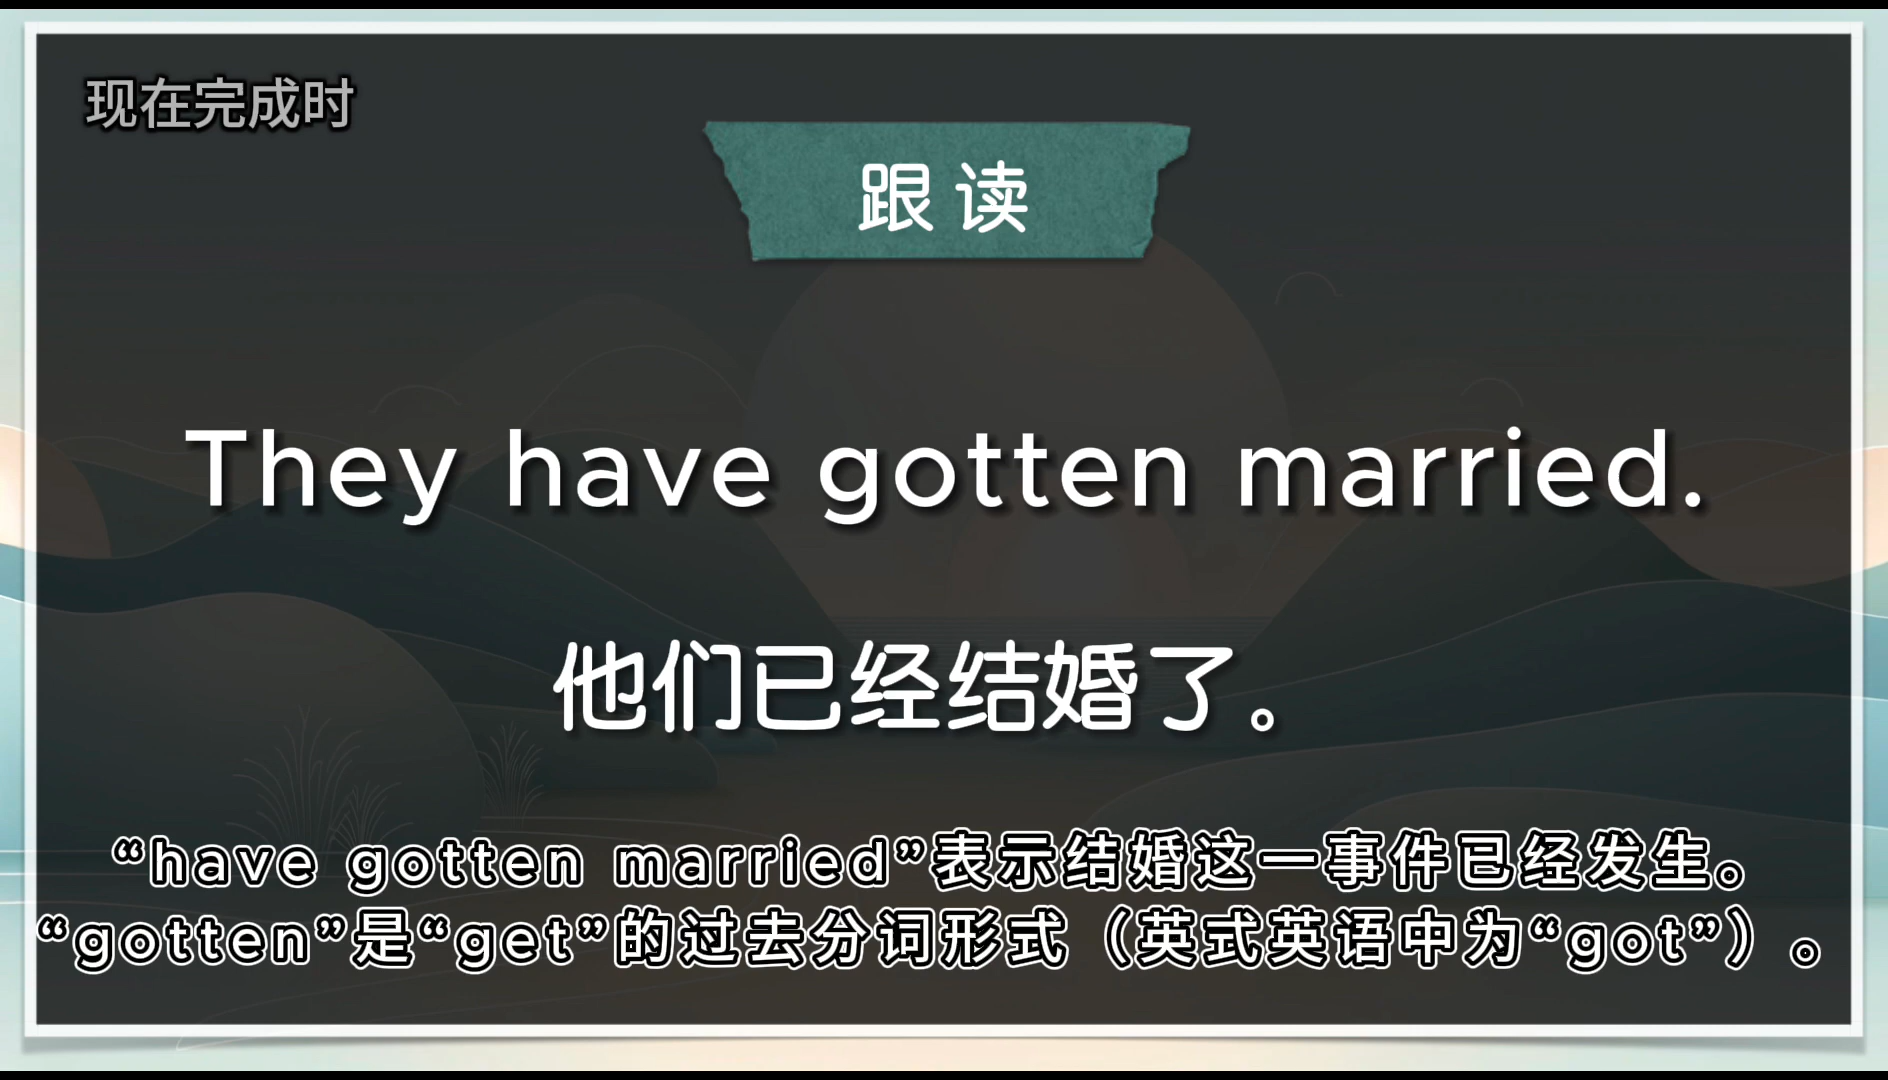 现在完成时
跟读
They have gotten married.
他们已经结婚了。
“have gotten married”表示结婚这一事件已经发生。
“gotten”是“get”的过去分词形式（英式英语中为“got”）。